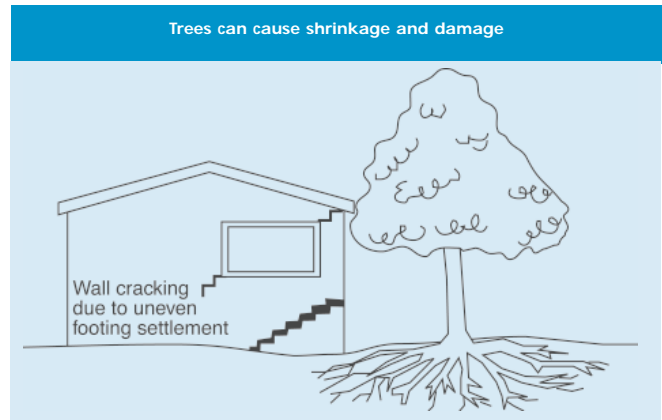 Trees can cause shrinkage and damage
Wall cracking
due to uneven
footing settlement